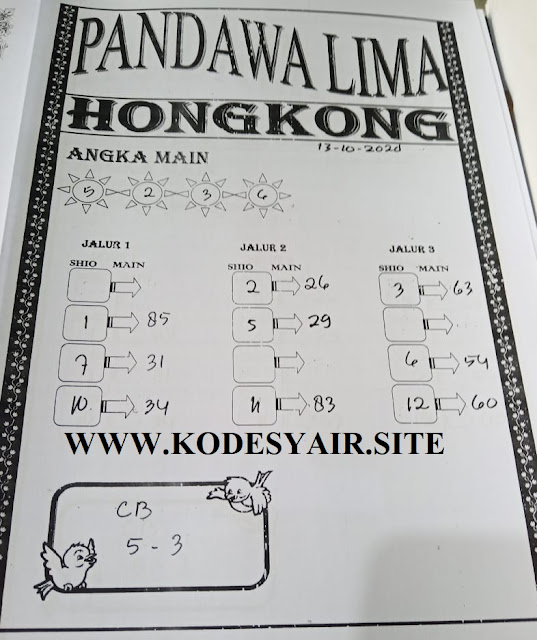 PANDAWA LIMA
HONGKONG
13-10-2020
ANGKA MAIN
5 2 3 6
JALUR 1 JALUR 2 JALUR 3
SHIO MAIN SHIO MAIN SHIO MAIN
2 26 3 63
1 85 5 29
7 31 6 54
10 34 11 83 12 60
WWW.KODESYAIR.SITE
CB
5 - 3